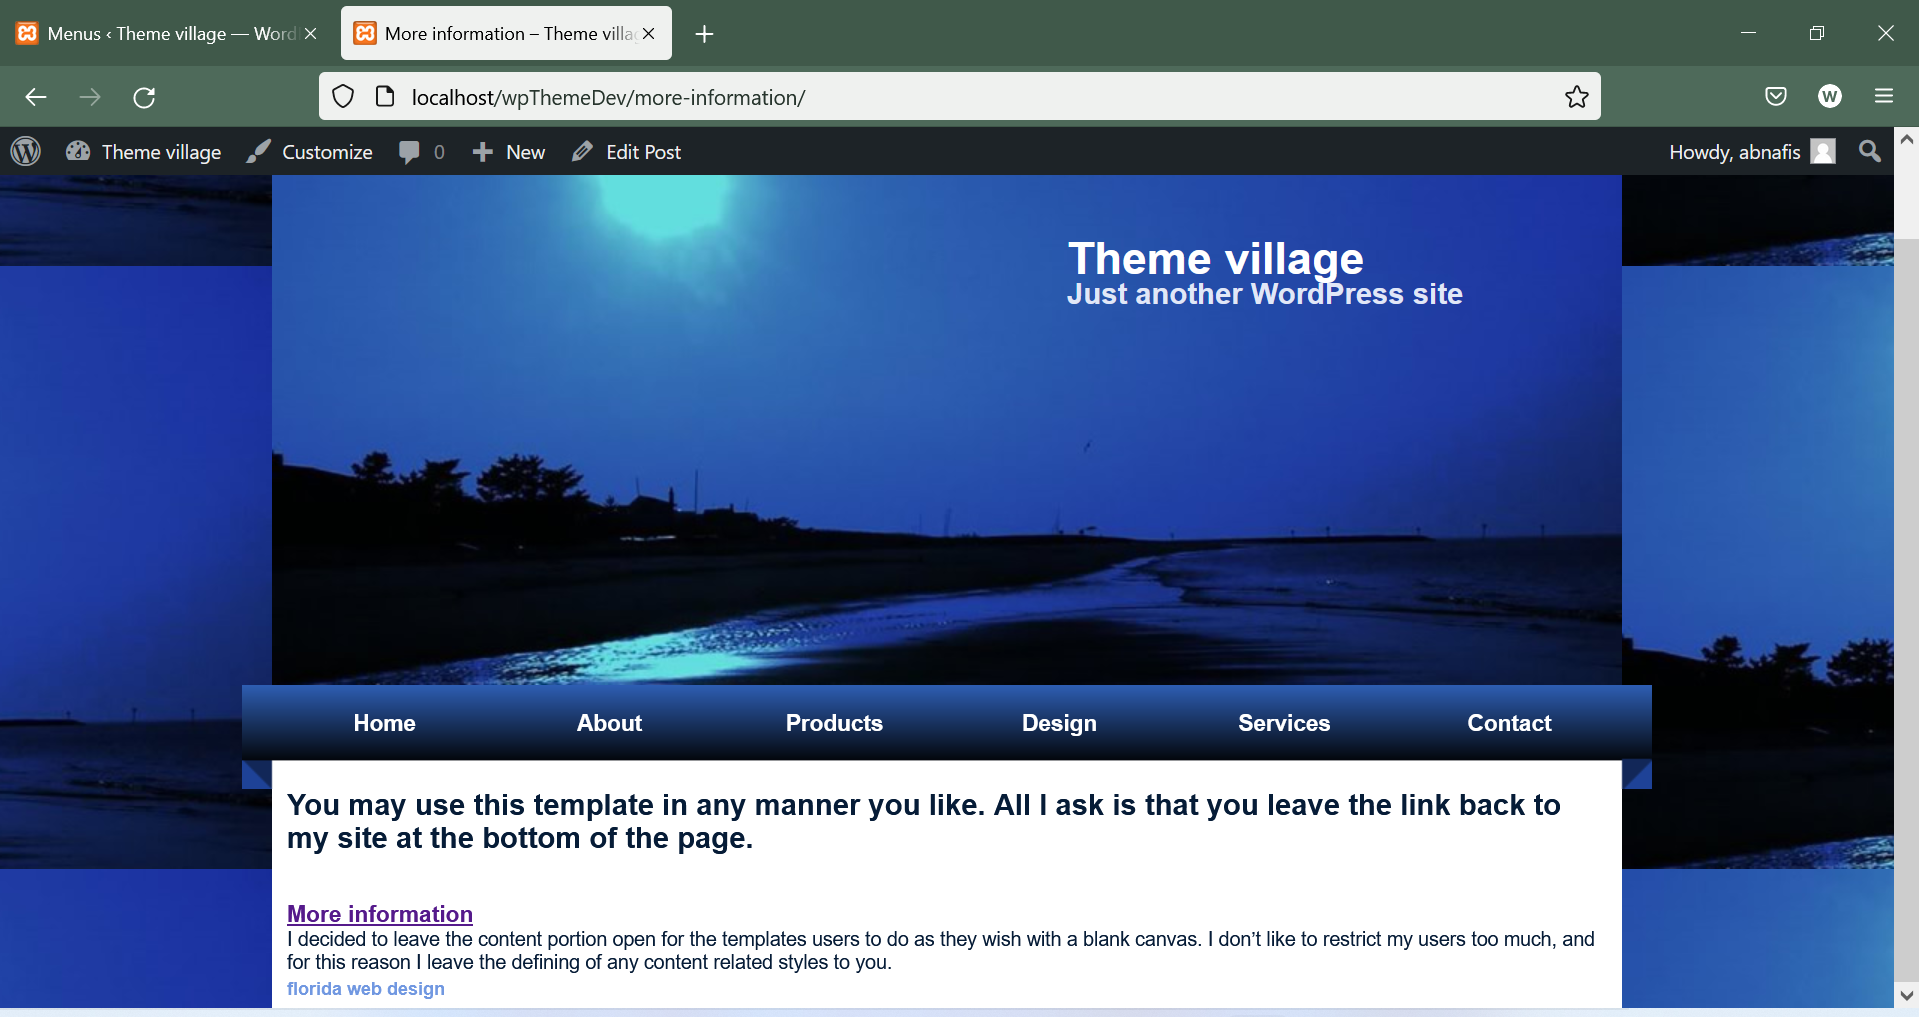 Menus ‹ Theme village — Word
More information – Theme villa
localhost/wpThemeDev/more-information/
Theme village
Customize
0
New
Edit Post
Howdy, abnafis
Theme village
Just another WordPress site
Home
About
Products
Design
Services
Contact
You may use this template in any manner you like. All I ask is that you leave the link back to
my site at the bottom of the page.
More information
I decided to leave the content portion open for the templates users to do as they wish with a blank canvas. I don’t like to restrict my users too much, and
for this reason I leave the defining of any content related styles to you.
florida web design